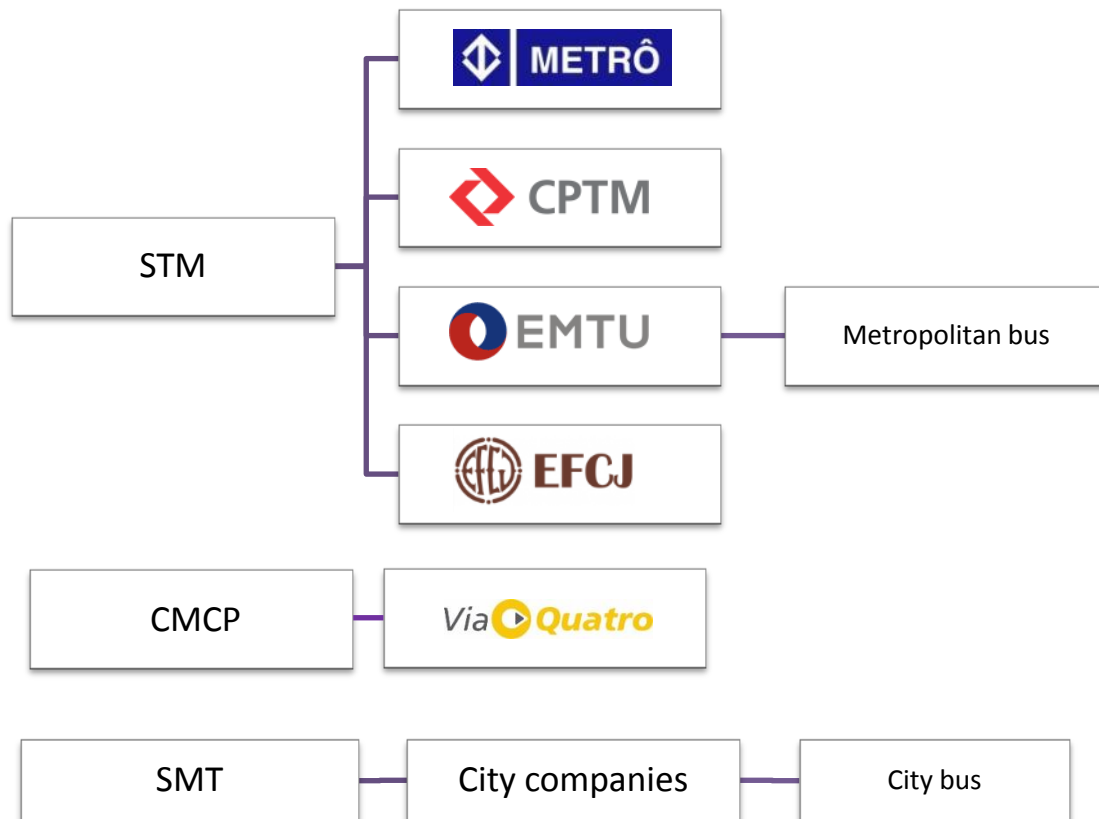 METRÔ
CPTM
STM
EMTU
Metropolitan bus
EFCJ
CMCP
Via Quatro
SMT
City companies
City bus